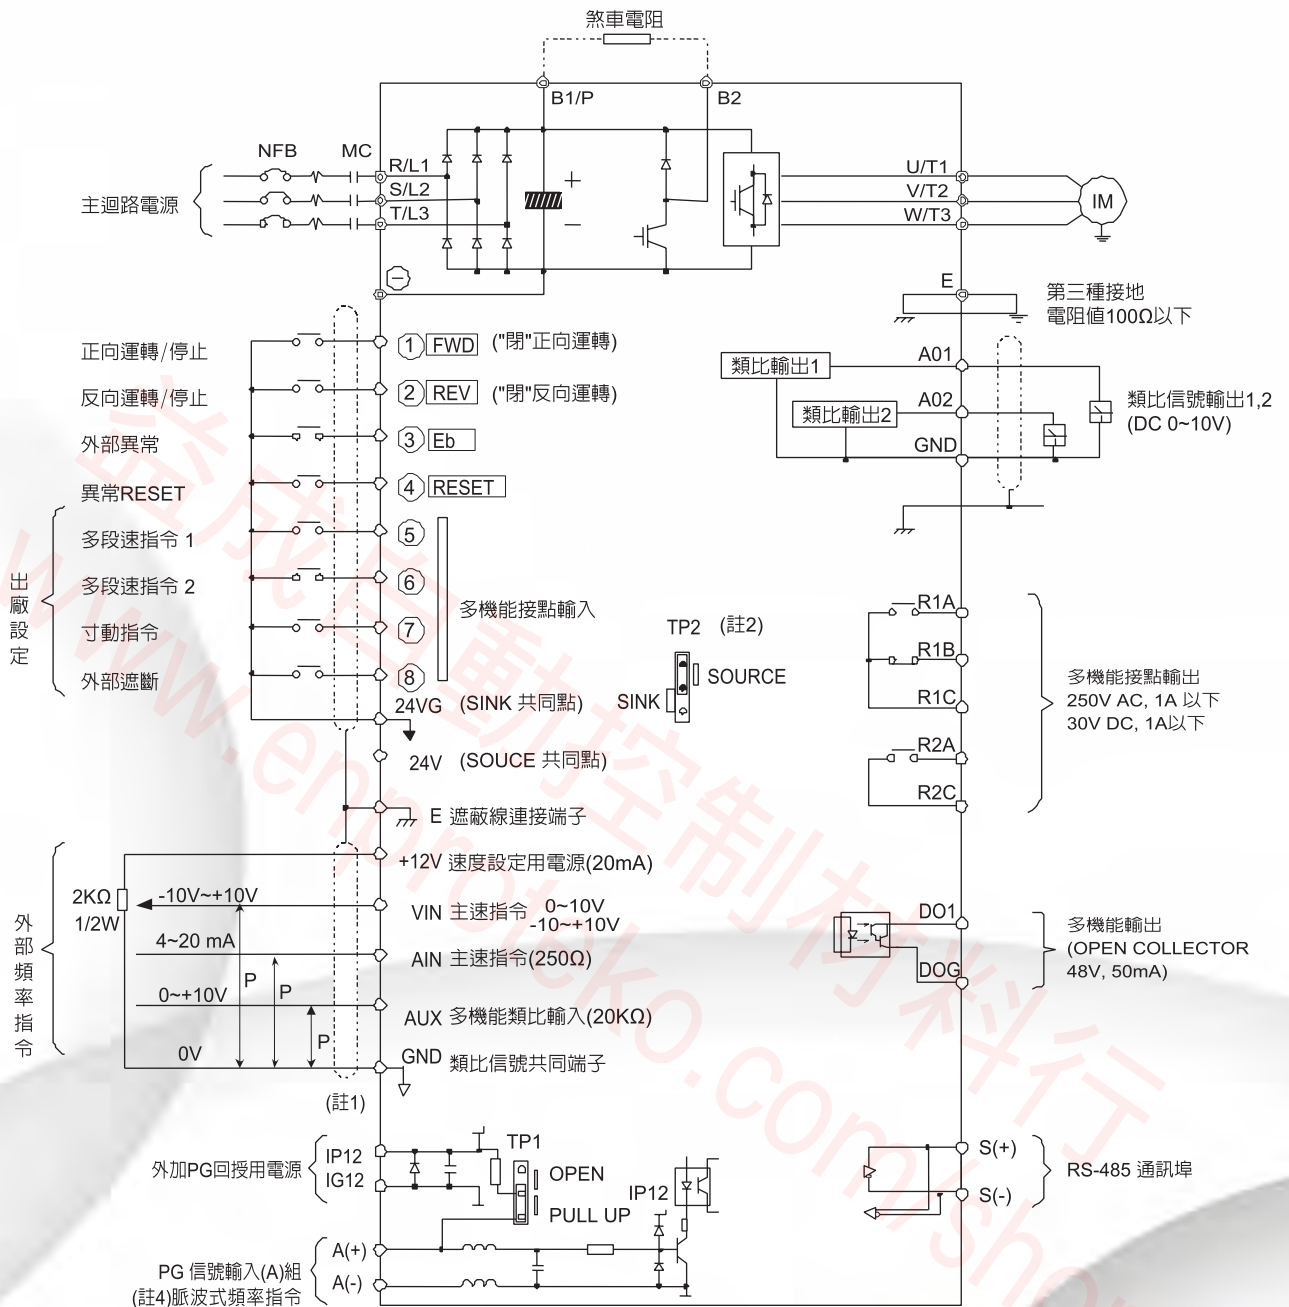 煞車電阻
B1/P
B2
NFB
MC
R/L1
S/L2
T/L3
主迴路電源
U/T1
V/T2
W/T3
IM
E
第三種接地
電阻值100Ω以下
正向運轉/停止
1 FWD ("閉"正向運轉)
反向運轉/停止
2 REV ("閉"反向運轉)
外部異常
3 Eb
異常RESET
4 RESET
出廠設定
多段速指令 1
5
多段速指令 2
6
寸動指令
7
外部遮斷
8
多機能接點輸入
24VG (SINK 共同點)
24V (SOUCE 共同點)
E 遮蔽線連接端子
TP2 (註2)
SOURCE
SINK
類比輸出1
A01
類比輸出2
A02
GND
類比信號輸出1,2
(DC 0~10V)
R1A
R1B
R1C
R2A
R2C
多機能接點輸出
250V AC, 1A 以下
30V DC, 1A以下
外部頻率指令
2KΩ
1/2W
+12V 速度設定用電源(20mA)
-10V~+10V
VIN 主速指令 0~10V
-10~+10V
4~20 mA
AIN 主速指令(250Ω)
0~+10V
AUX 多機能類比輸入(20KΩ)
P
P
P
0V
GND 類比信號共同端子
(註1)
DO1
DOG
多機能輸出
(OPEN COLLECTOR
48V, 50mA)
外加PG回授用電源
IP12
IG12
TP1
OPEN
PULL UP
IP12
PG 信號輸入(A)組
(註4)脈波式頻率指令
A(+)
A(-)
S(+)
S(-)
RS-485 通訊埠
益成自動控制材料行
www.enproteko.com/sho